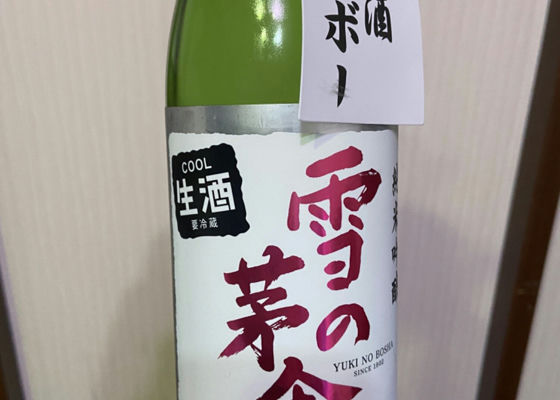 酒
ボー
COOL
生酒
要冷蔵
雪の
茅舎
純米吟醸
YUKI NO BOSHA
SINCE 1902